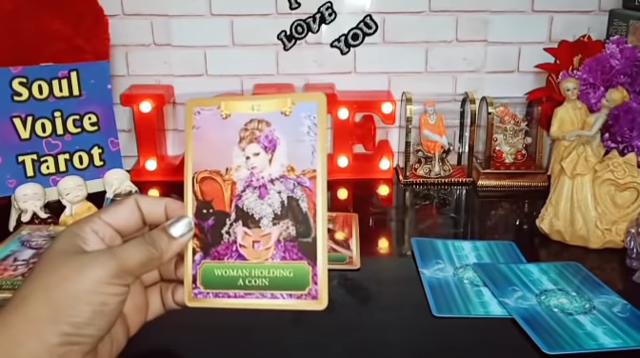 I
LOVE
YOU
Soul
Voice
Tarot
LOVE
42
WOMAN HOLDING
A COIN